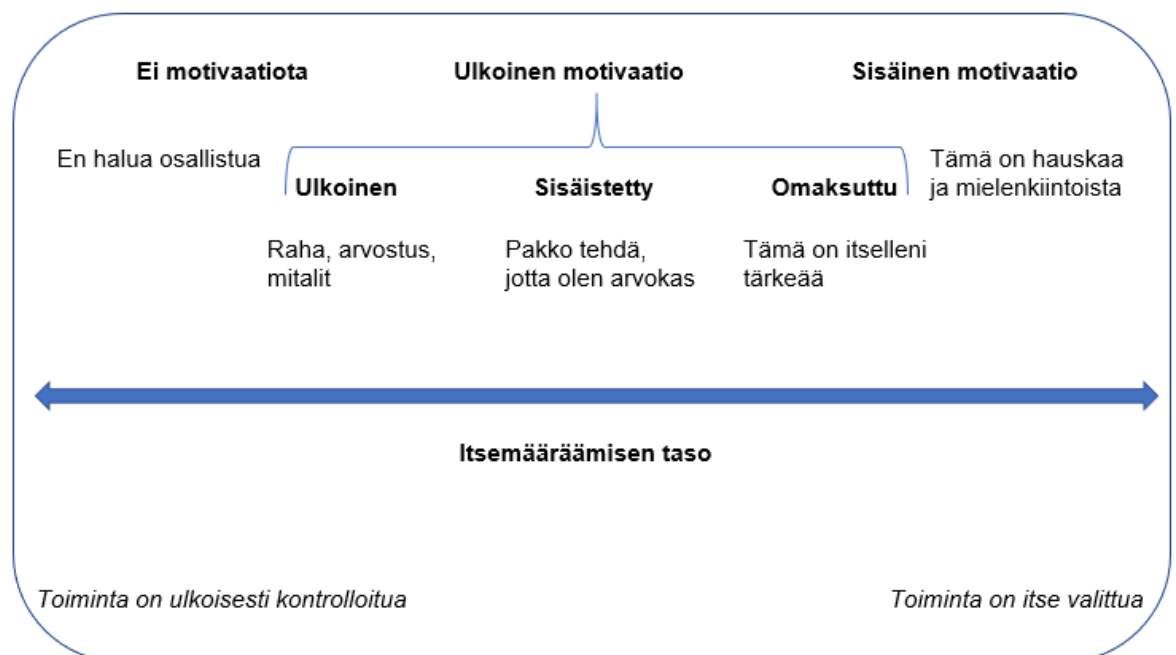 Ei motivaatiota
Ulkoinen motivaatio
Sisäinen motivaatio
En halua osallistua
Tämä on hauskaa
ja mielenkiintoista
Ulkoinen
Sisäistetty
Omaksuttu
Raha, arvostus,
mitalit
Pakko tehdä,
jotta olen arvokas
Tämä on itselleni
tärkeää
Itsemääräämisen taso
Toiminta on ulkoisesti kontrolloitua
Toiminta on itse valittua